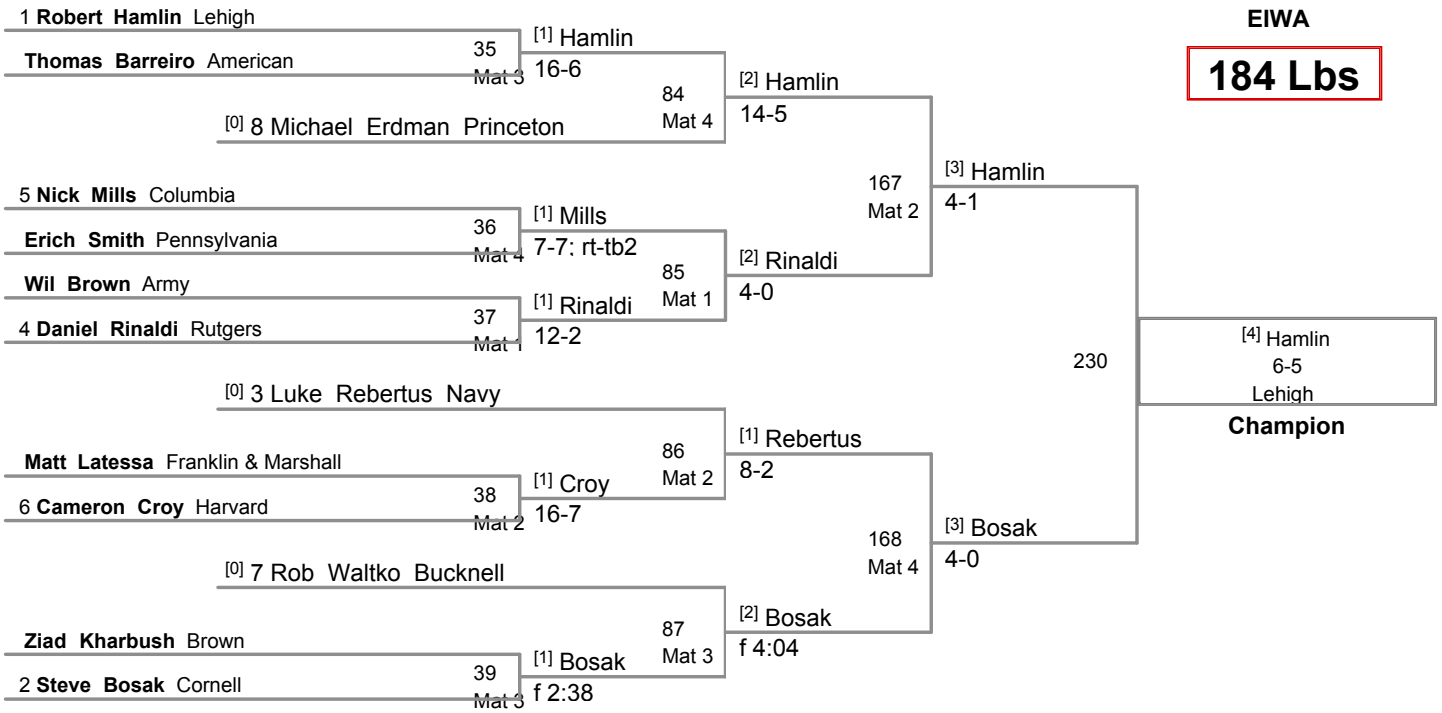 1 Robert Hamlin Lehigh
EIWA
[1] Hamlin
35
Thomas Barreiro American
16-6
Mat 3
184 Lbs
[2] Hamlin
84
14-5
Mat 4
[0] 8 Michael Erdman Princeton
[3] Hamlin
167
4-1
Mat 2
5 Nick Mills Columbia
[1] Mills
36
Erich Smith Pennsylvania
7-7; rt-tb2
Mat 4
[2] Rinaldi
85
Wil Brown Army
4-0
Mat 1
[1] Rinaldi
37
4 Daniel Rinaldi Rutgers
12-2
Mat 1
[4] Hamlin
6-5
Lehigh
230
Champion
[0] 3 Luke Rebertus Navy
[1] Rebertus
86
8-2
Mat 2
Matt Latessa Franklin & Marshall
[1] Croy
38
6 Cameron Croy Harvard
16-7
Mat 2
[3] Bosak
168
4-0
Mat 4
[0] 7 Rob Waltko Bucknell
[2] Bosak
87
f 4:04
Mat 3
Ziad Kharbush Brown
[1] Bosak
39
2 Steve Bosak Cornell
f 2:38
Mat 3